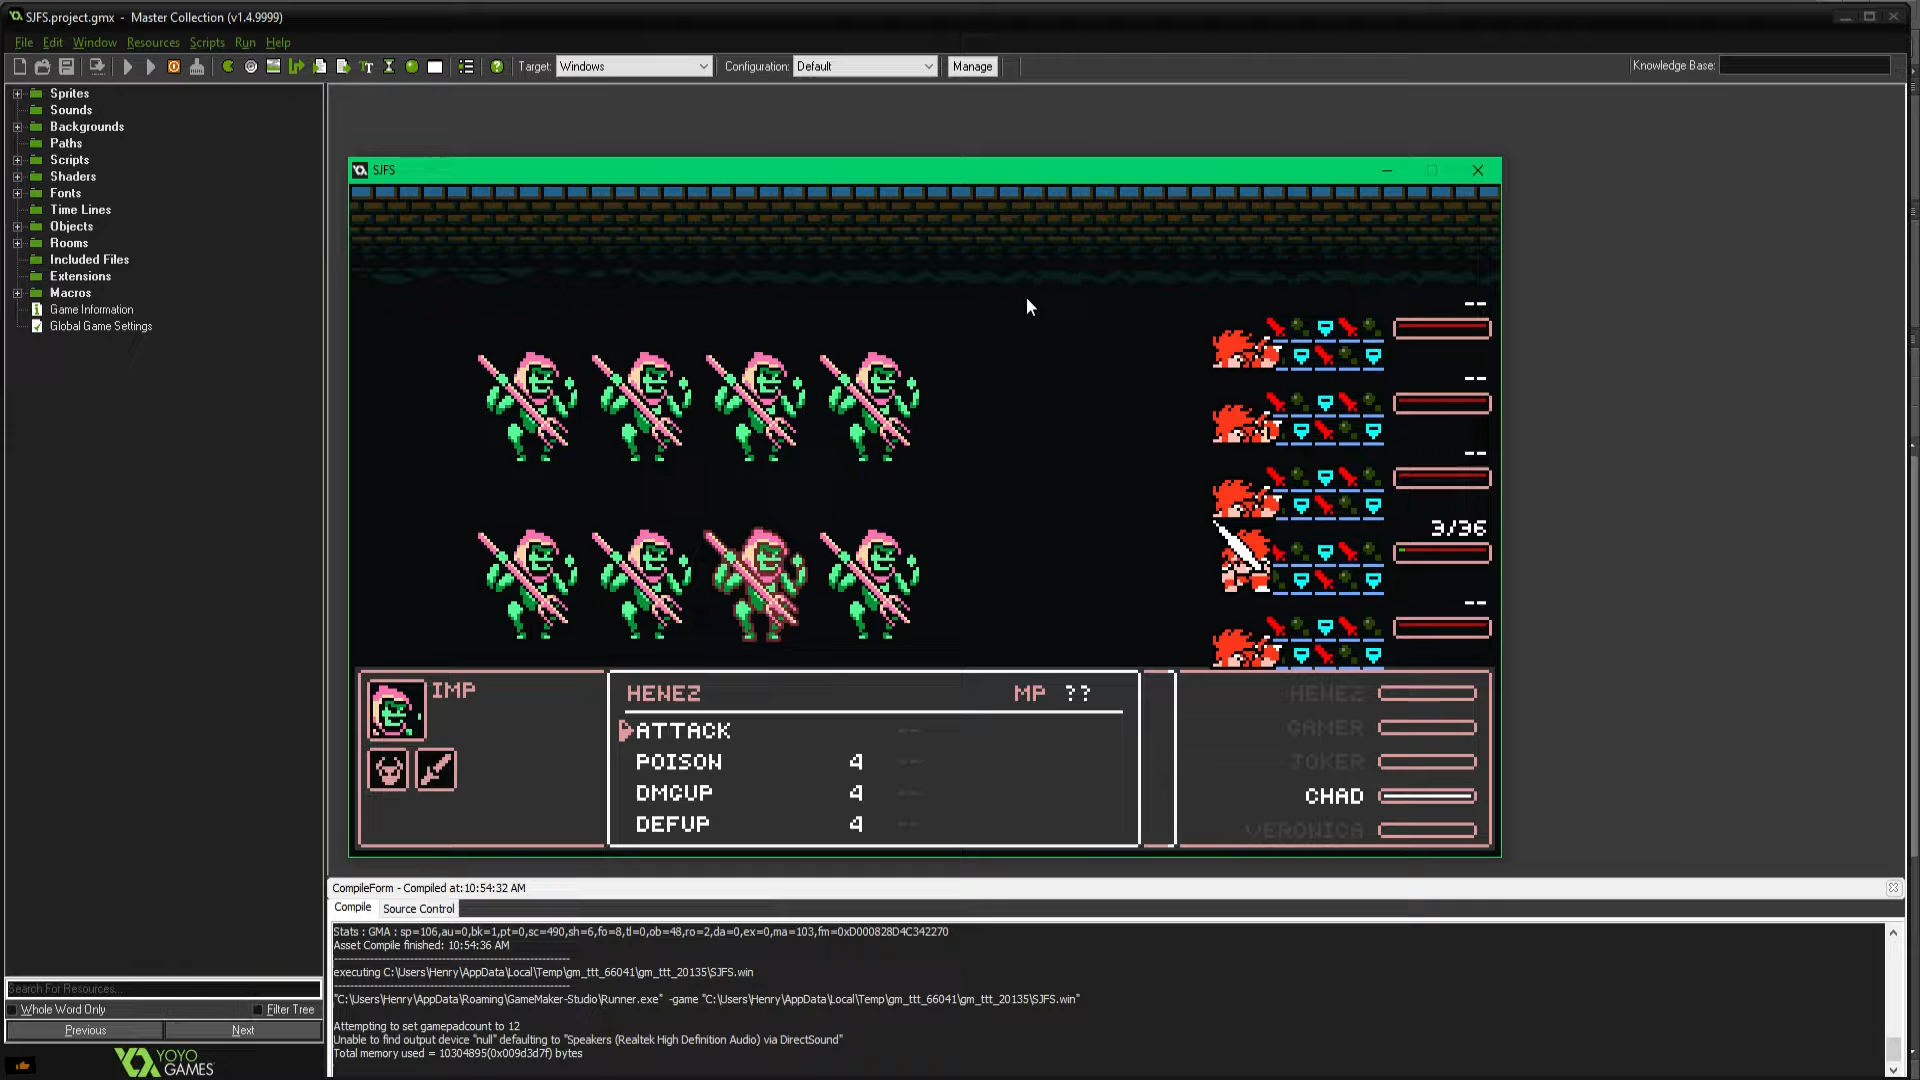 SJFS.project.gmx - Master Collection (v1.4.9999)
File Edit Window Resources Scripts Run Help
Target: Windows Configuration: Default Manage Knowledge Base:
Sprites
Sounds
Backgrounds
Paths
Scripts
Shaders
Fonts
Time Lines
Objects
Rooms
Included Files
Extensions
Macros
Game Information
Global Game Settings
SJFS
--
--
--
3/36
--
IMP
HEWEZ MP ??
ATTACK --
POISON 4 --
DMGUP 4 --
DEFUP 4 --
HEWEZ
GAMER
JOKER
CHAD
VERONICA
CompileForm - Compiled at:10:54:32 AM
Compile Source Control
Stats : GMA : sp=106,au=0,bk=1,pt=0,sc=490,sh=6,fo=8,tl=0,ob=48,ro=2,da=0,ex=0,ma=103,fm=0xD000828D4C342270
Asset Compile finished: 10:54:36 AM
executing C:\Users\Henry\AppData\Local\Temp\gm_ttt_66041\gm_ttt_20135\SJFS.win
"C:\Users\Henry\AppData\Roaming\GameMaker-Studio\Runner.exe" -game "C:\Users\Henry\AppData\Local\Temp\gm_ttt_66041\gm_ttt_20135\SJFS.win"
Attempting to set gamepadcount to 12
Unable to find output device "null" defaulting to "Speakers (Realtek High Definition Audio) via DirectSound"
Total memory used = 10304895(0x009d3d7f) bytes
Search For Resources...
Whole Word Only Filter Tree
Previous Next
YOYO
GAMES